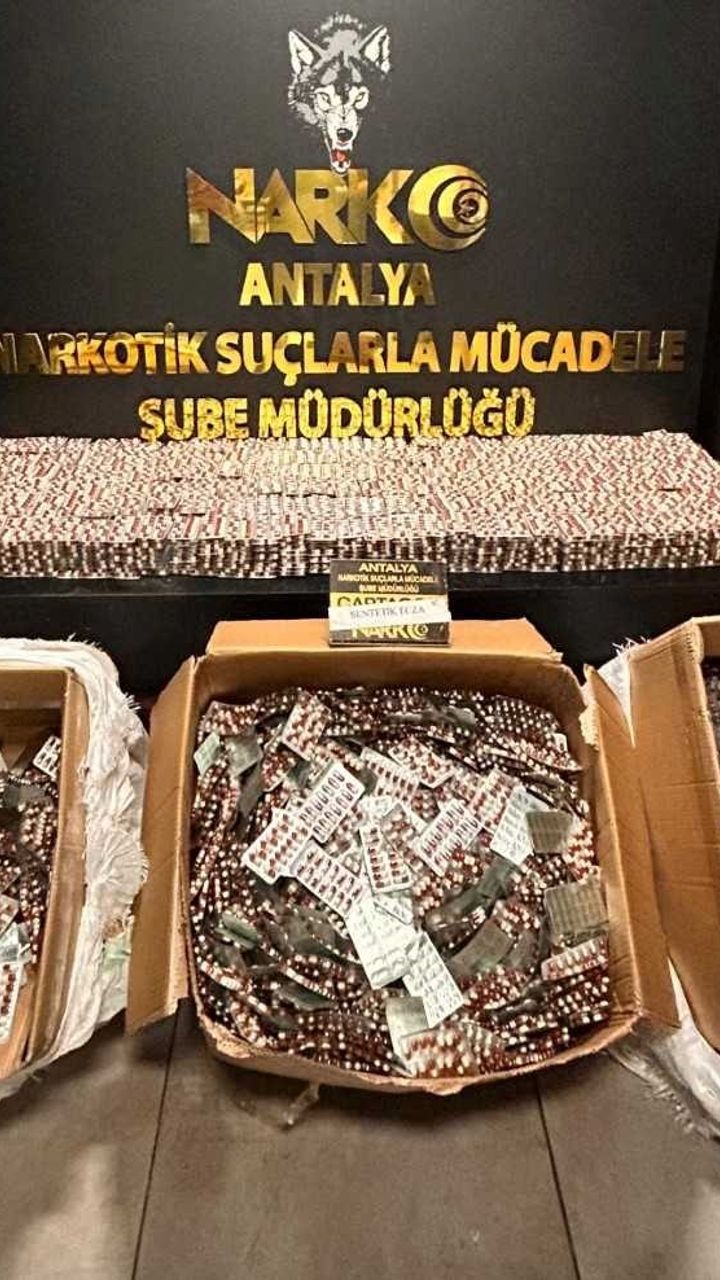 NARKO
ANTALYA
NARKOTİK SUÇLARLA MÜCADELE
ŞUBE MÜDÜRLÜĞÜ
ANTALYA
NARKOTİK SUÇLARLA MÜCADELE
ŞUBE MÜDÜRLÜĞÜ
SENTETİK ECZA
NARKO